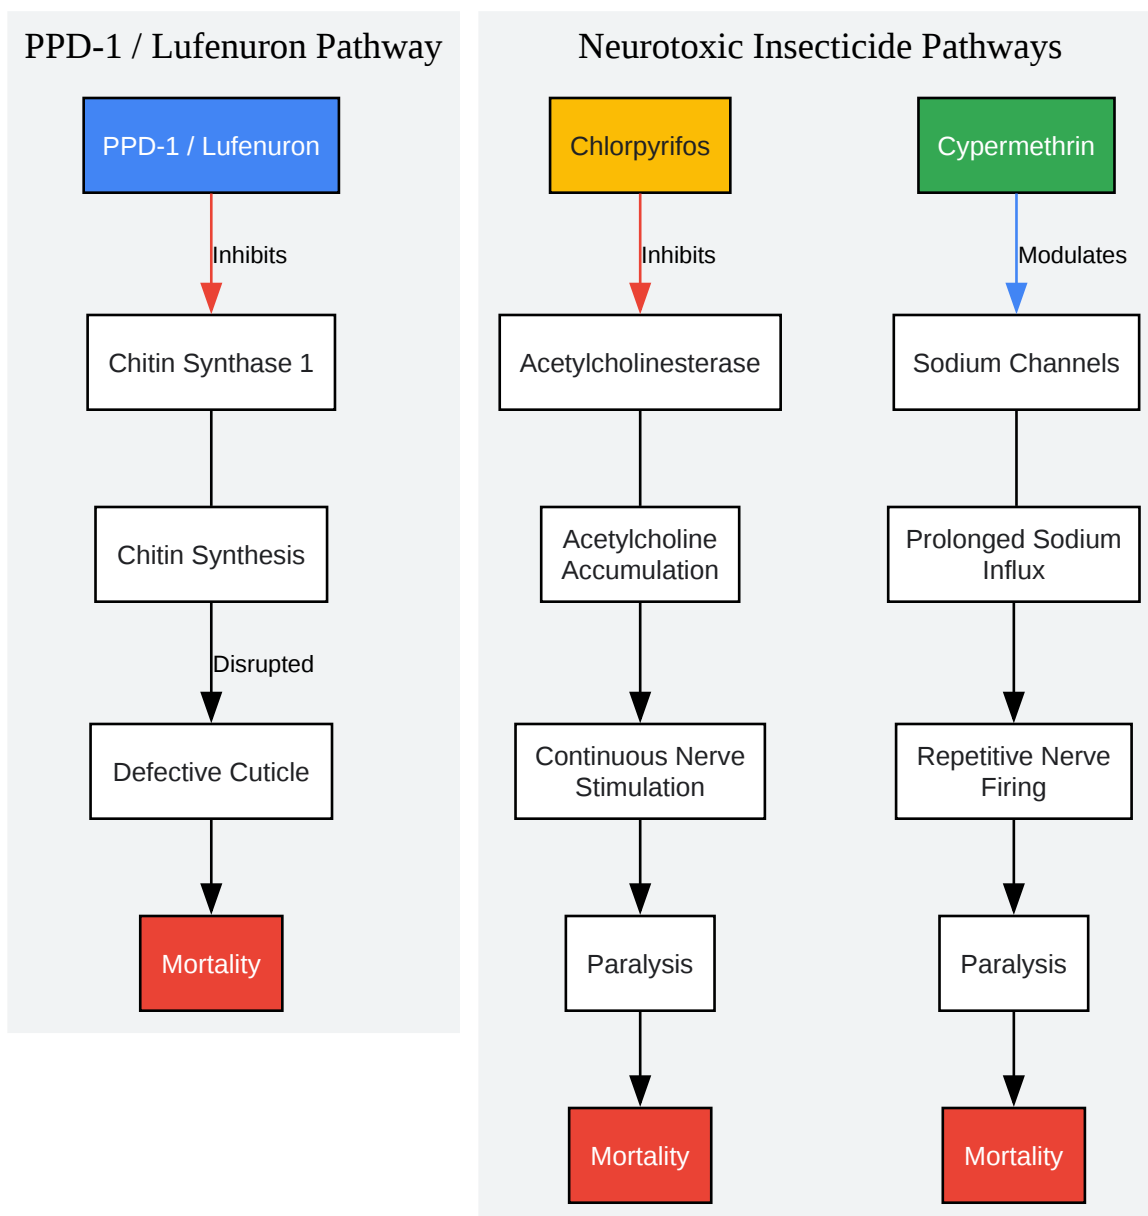 PPD-1 / Lufenuron Pathway
PPD-1 / Lufenuron
Inhibits
Chitin Synthase 1
Chitin Synthesis
Disrupted
Defective Cuticle
Mortality
Neurotoxic Insecticide Pathways
Chlorpyrifos
Inhibits
Acetylcholinesterase
Acetylcholine
Accumulation
Continuous Nerve
Stimulation
Paralysis
Mortality
Cypermethrin
Modulates
Sodium Channels
Prolonged Sodium
Influx
Repetitive Nerve
Firing
Paralysis
Mortality